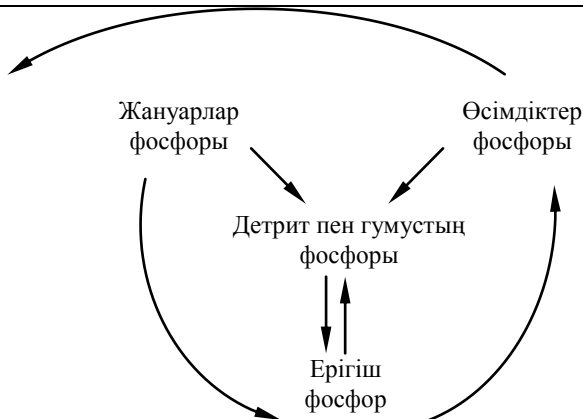 Жануарлар
фосфоры
Өсімдіктер
фосфоры
Детрит пен гумустың
фосфоры
Ерігіш
фосфор